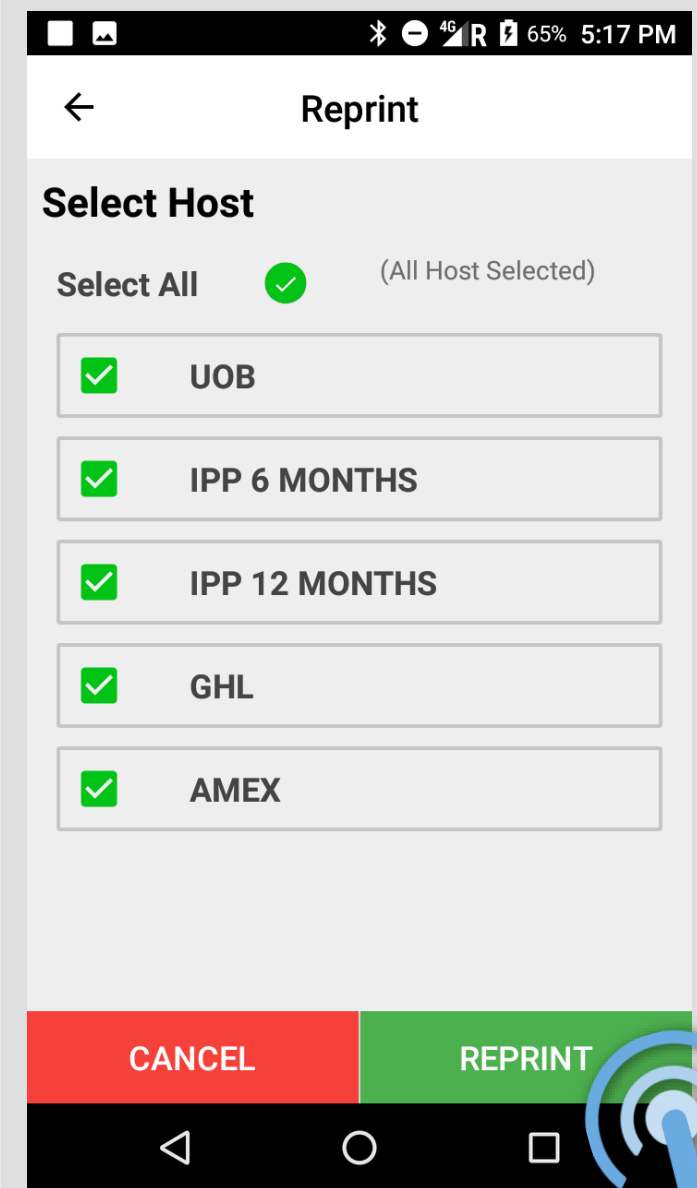 4G R 65% 5:17 PM
Reprint
Select Host
Select All (All Host Selected)
UOB
IPP 6 MONTHS
IPP 12 MONTHS
GHL
AMEX
CANCEL REPRINT